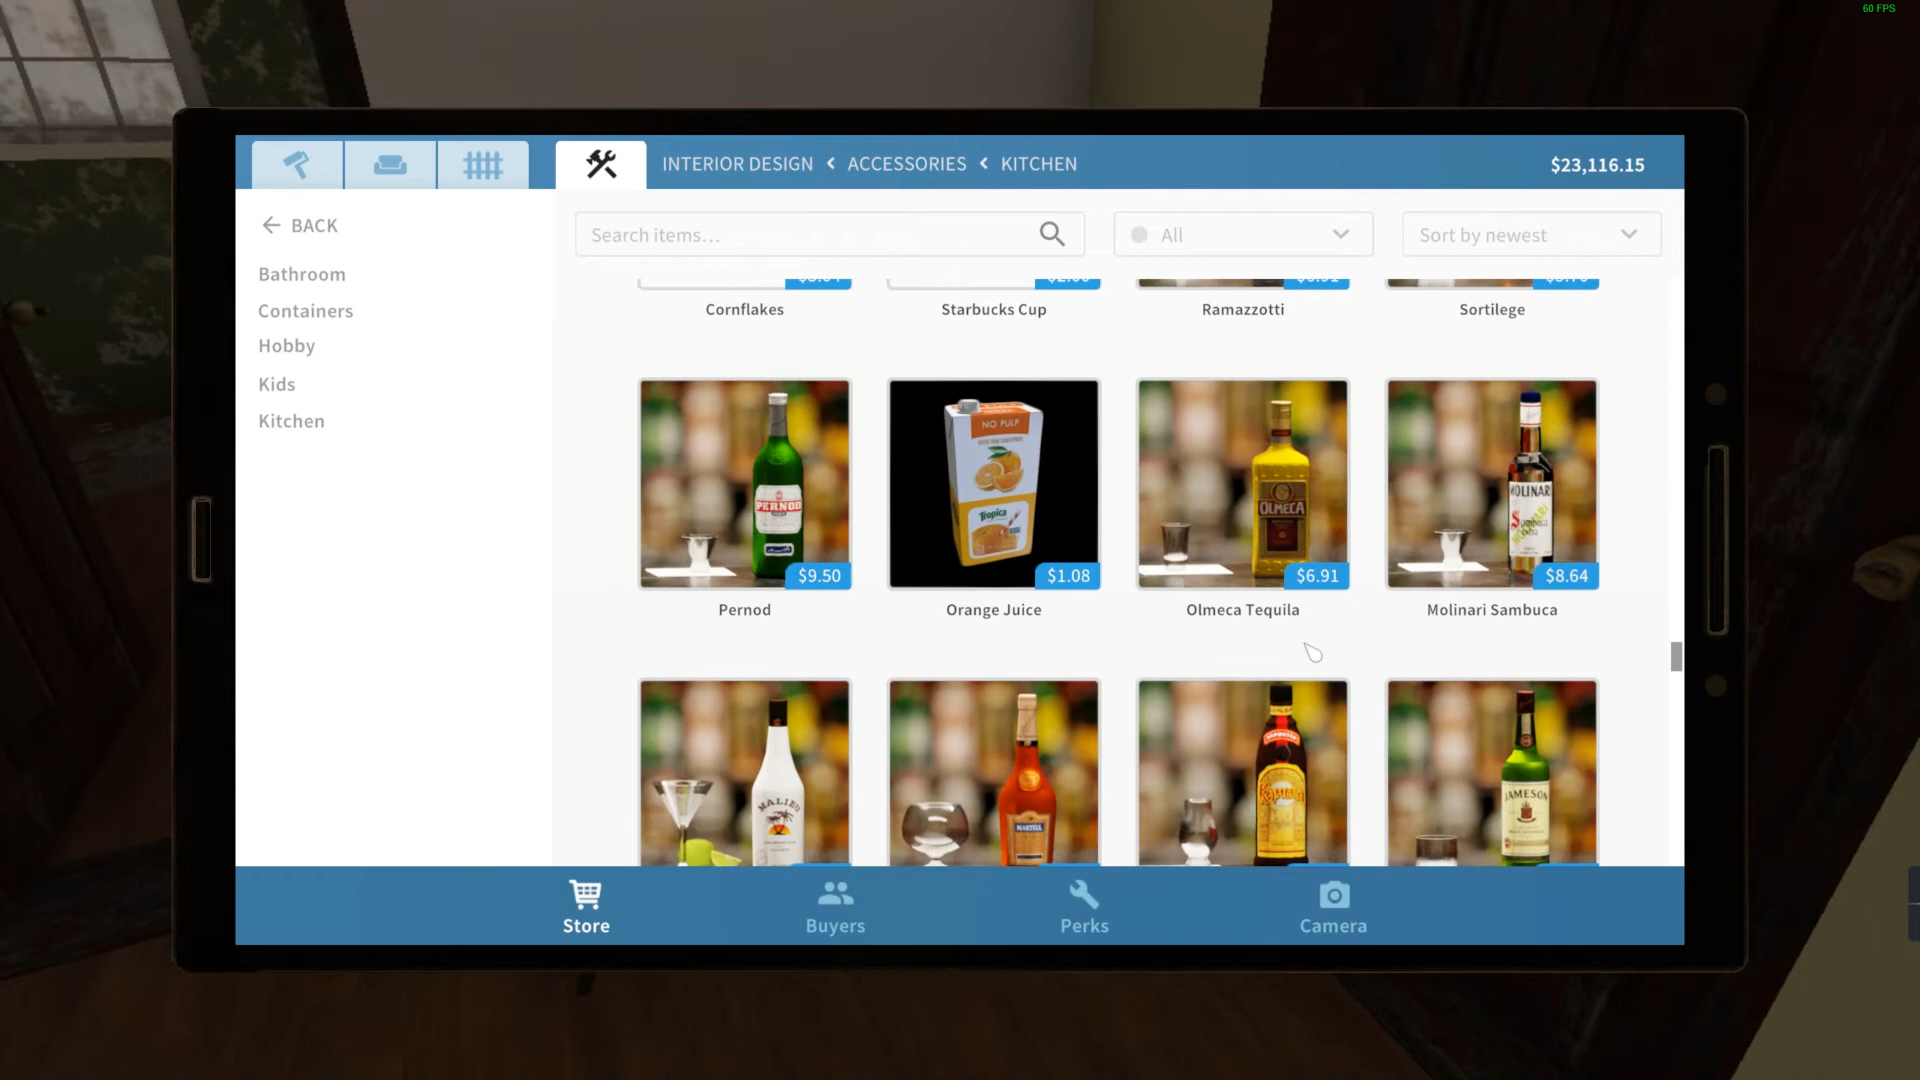 60 FPS
INTERIOR DESIGN < ACCESSORIES < KITCHEN
$23,116.15
BACK
Bathroom
Containers
Hobby
Kids
Kitchen
Search items...
All
Sort by newest
Cornflakes
Starbucks Cup
Ramazzotti
Sortilege
NO PULP
Tropica
PERNOD
OLMECA
MOLINARI
$9.50
$1.08
$6.91
$8.64
Pernod
Orange Juice
Olmeca Tequila
Molinari Sambuca
MALIBU
MARTELL
JAMESON
Store
Buyers
Perks
Camera